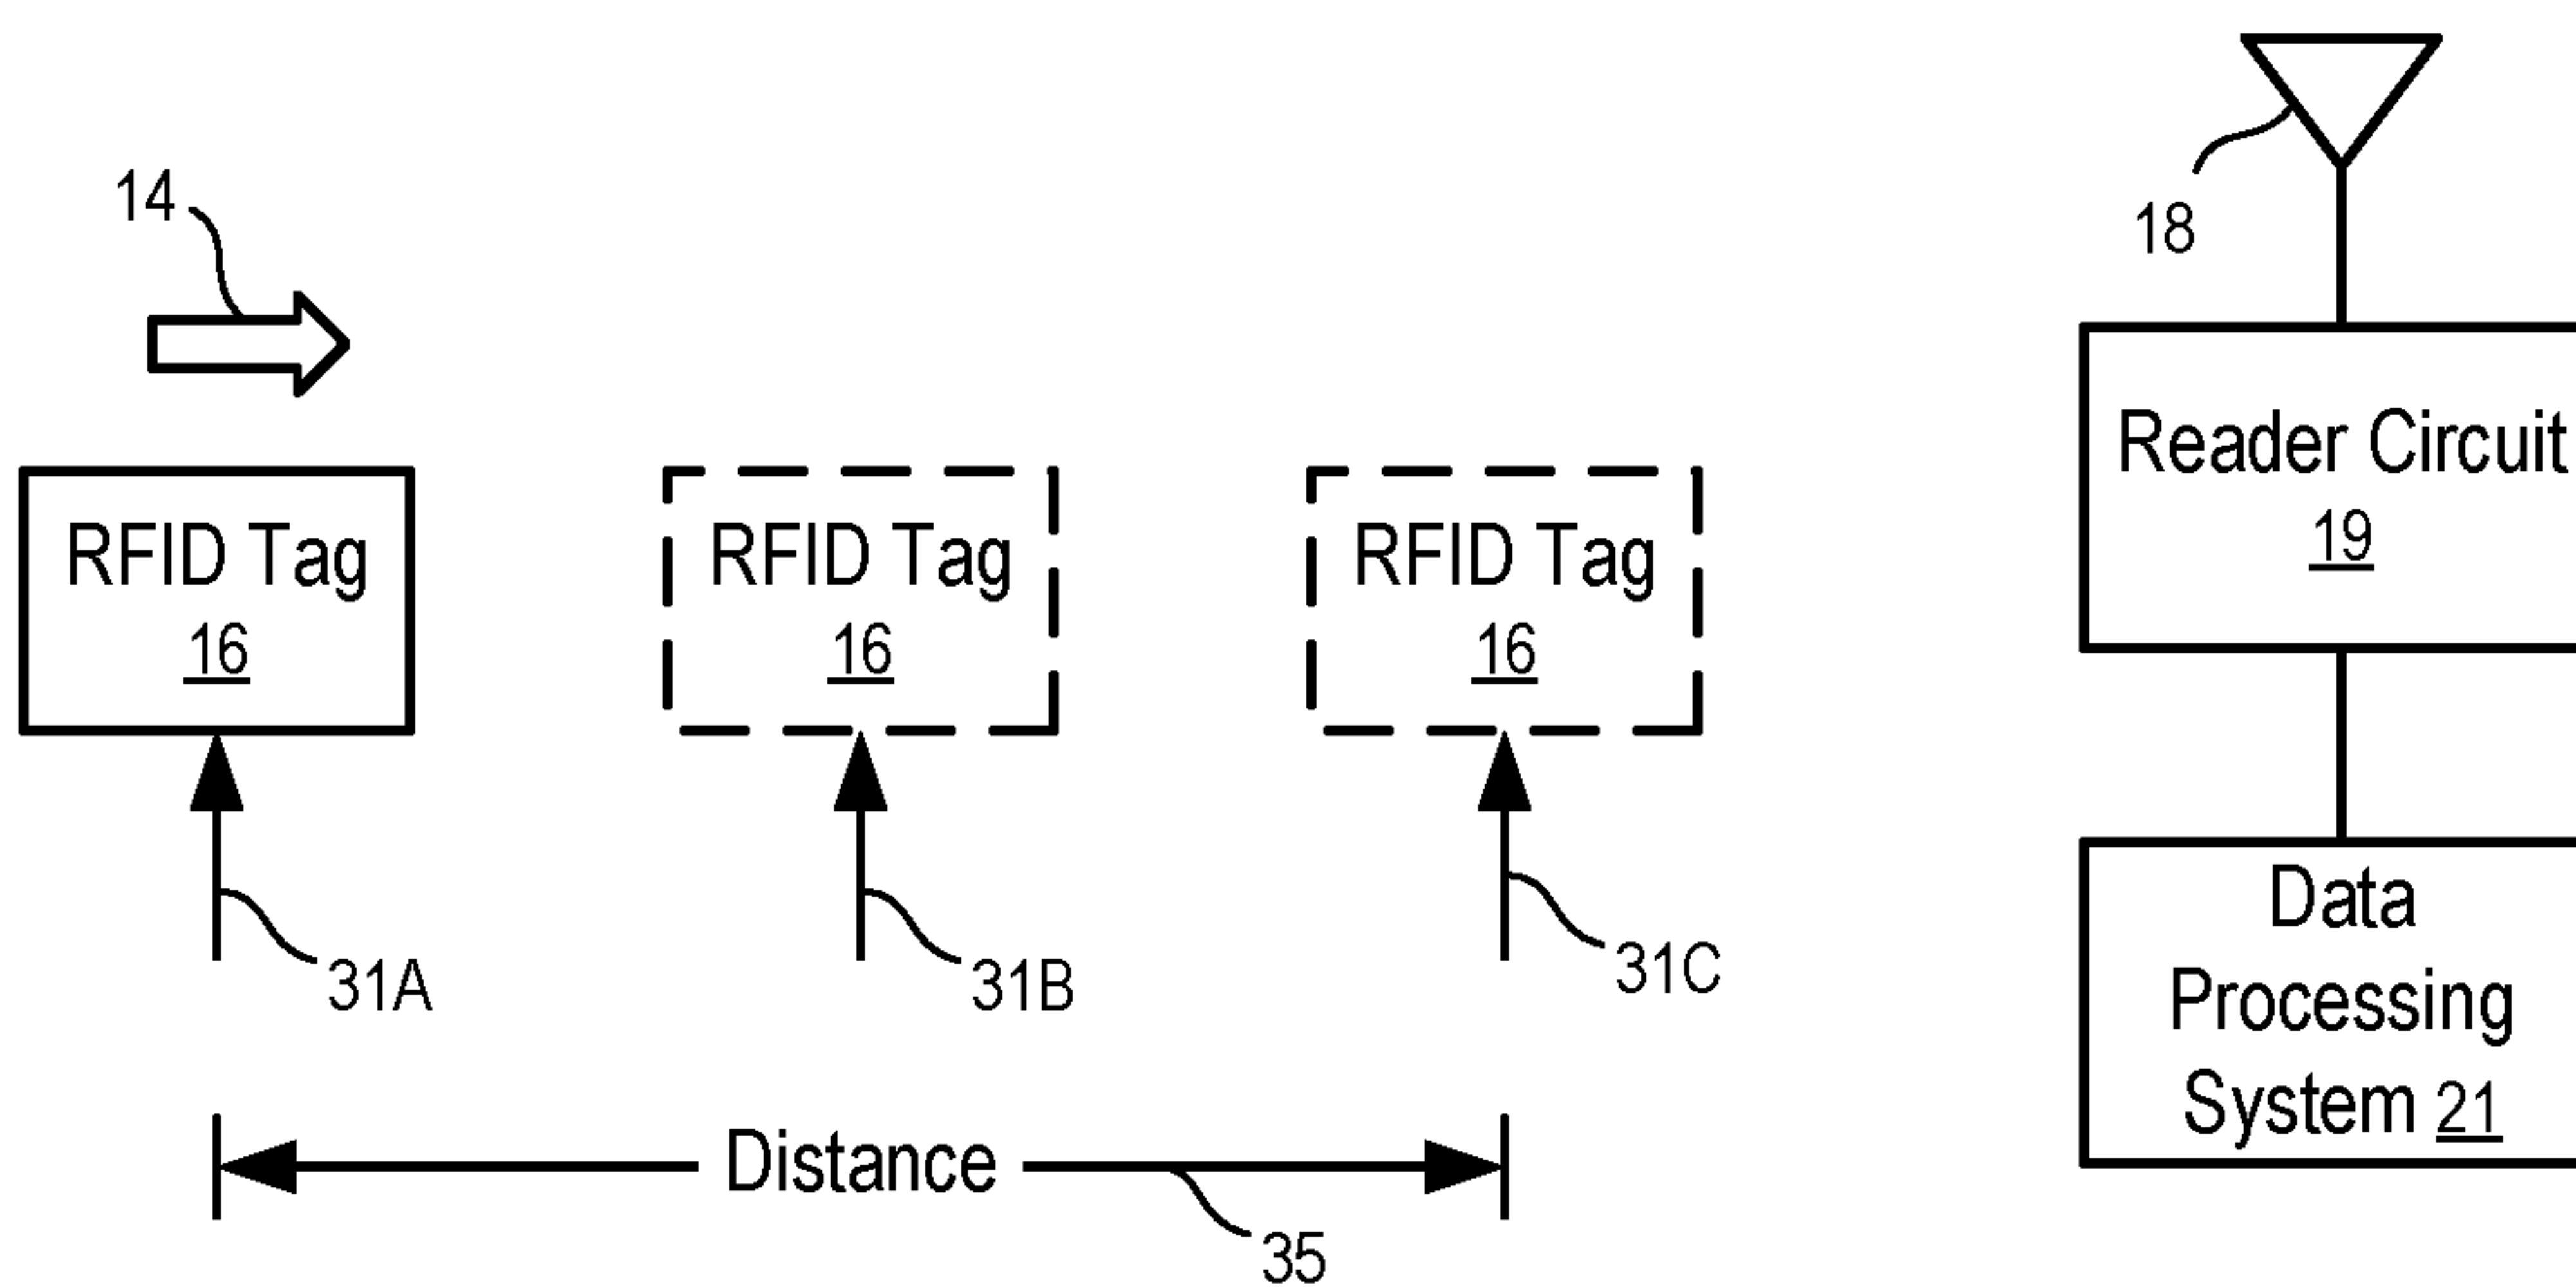 14
18
RFID Tag
16
RFID Tag
16
RFID Tag
16
Reader Circuit
19
31A
31B
31C
Data
Processing
System 21
Distance
35